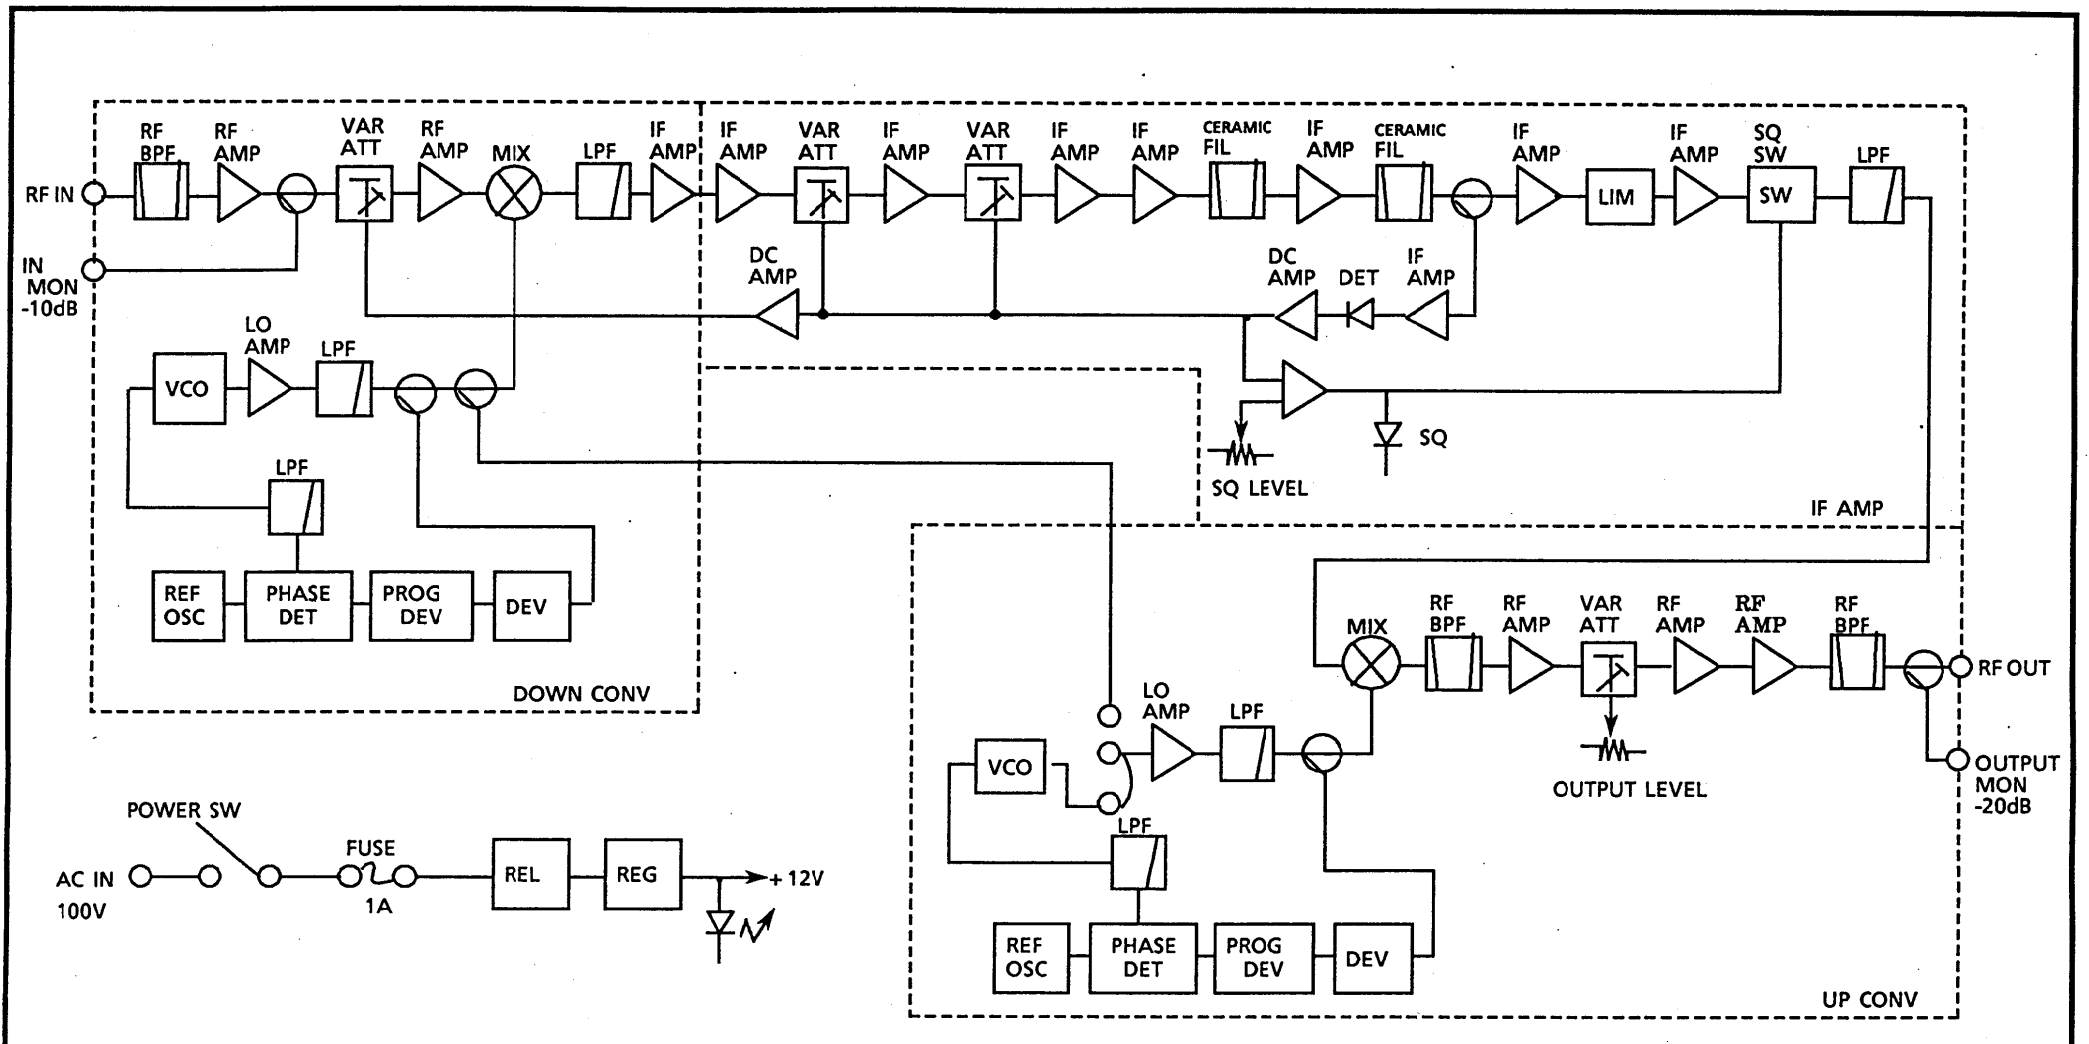 RF
BPF
RF
AMP
VAR
ATT
RF
AMP
MIX
LPF
IF
AMP
IF
AMP
VAR
ATT
IF
AMP
VAR
ATT
IF
AMP
IF
AMP
CERAMIC
FIL
IF
AMP
CERAMIC
FIL
IF
AMP
LIM
IF
AMP
SQ
SW
SW
LPF
RF IN
IN
MON
-10dB
DC
AMP
DC
AMP
DET
IF
AMP
VCO
LO
AMP
LPF
SQ
SQ LEVEL
IF AMP
LPF
REF
OSC
PHASE
DET
PROG
DEV
DEV
DOWN CONV
MIX
RF
BPF
RF
AMP
VAR
ATT
RF
AMP
RF
AMP
RF
BPF
RF OUT
OUTPUT
MON
-20dB
OUTPUT LEVEL
VCO
LO
AMP
LPF
LPF
REF
OSC
PHASE
DET
PROG
DEV
DEV
UP CONV
POWER SW
AC IN
100V
FUSE
1A
REL
REG
+ 12V